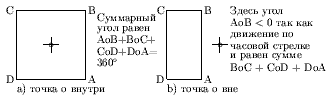 C B
Суммарный
угол равен
AoB+BoC+
CoD+DoA=
360°
o
D A
a) точка о внутри
C B
Здесь угол
AoB < 0 так как
движение по
часовой стрелке
и равен сумме
BoC + CoD + DoA
o
D A
b) точка о вне